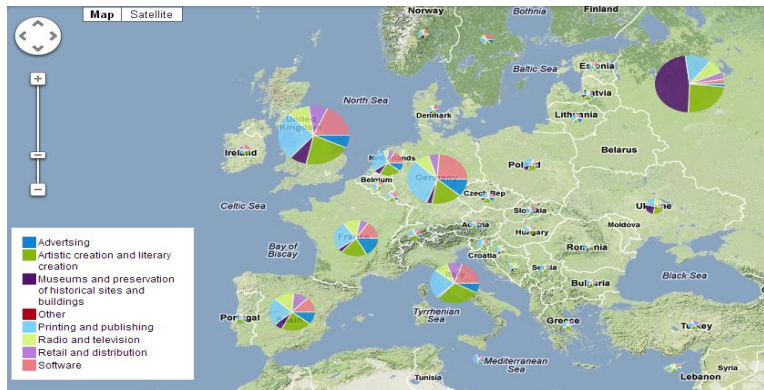 Map
Satellite
Norway
Bothnia
Finland
Baltic Sea
Estonia
Latvia
Lithuania
North Sea
Denmark
United
Kingdom
Ireland
Netherlands
Belgium
Germany
Poland
Belarus
Czech Rep
Ukraine
Celtic Sea
Slovakia
Moldova
Austria
Hungary
France
Bay of
Biscay
Croatia
Romania
Serbia
Black Sea
Italy
Bulgaria
Portugal
Tyrrhenian
Sea
Greece
Turkey
Mediterranean
Sea
Tunisia
Syria
Lebanon
Advertsing
Artistic creation and literary
creation
Museums and preservation
of historical sites and
buildings
Other
Printing and publishing
Radio and television
Retail and distribution
Software